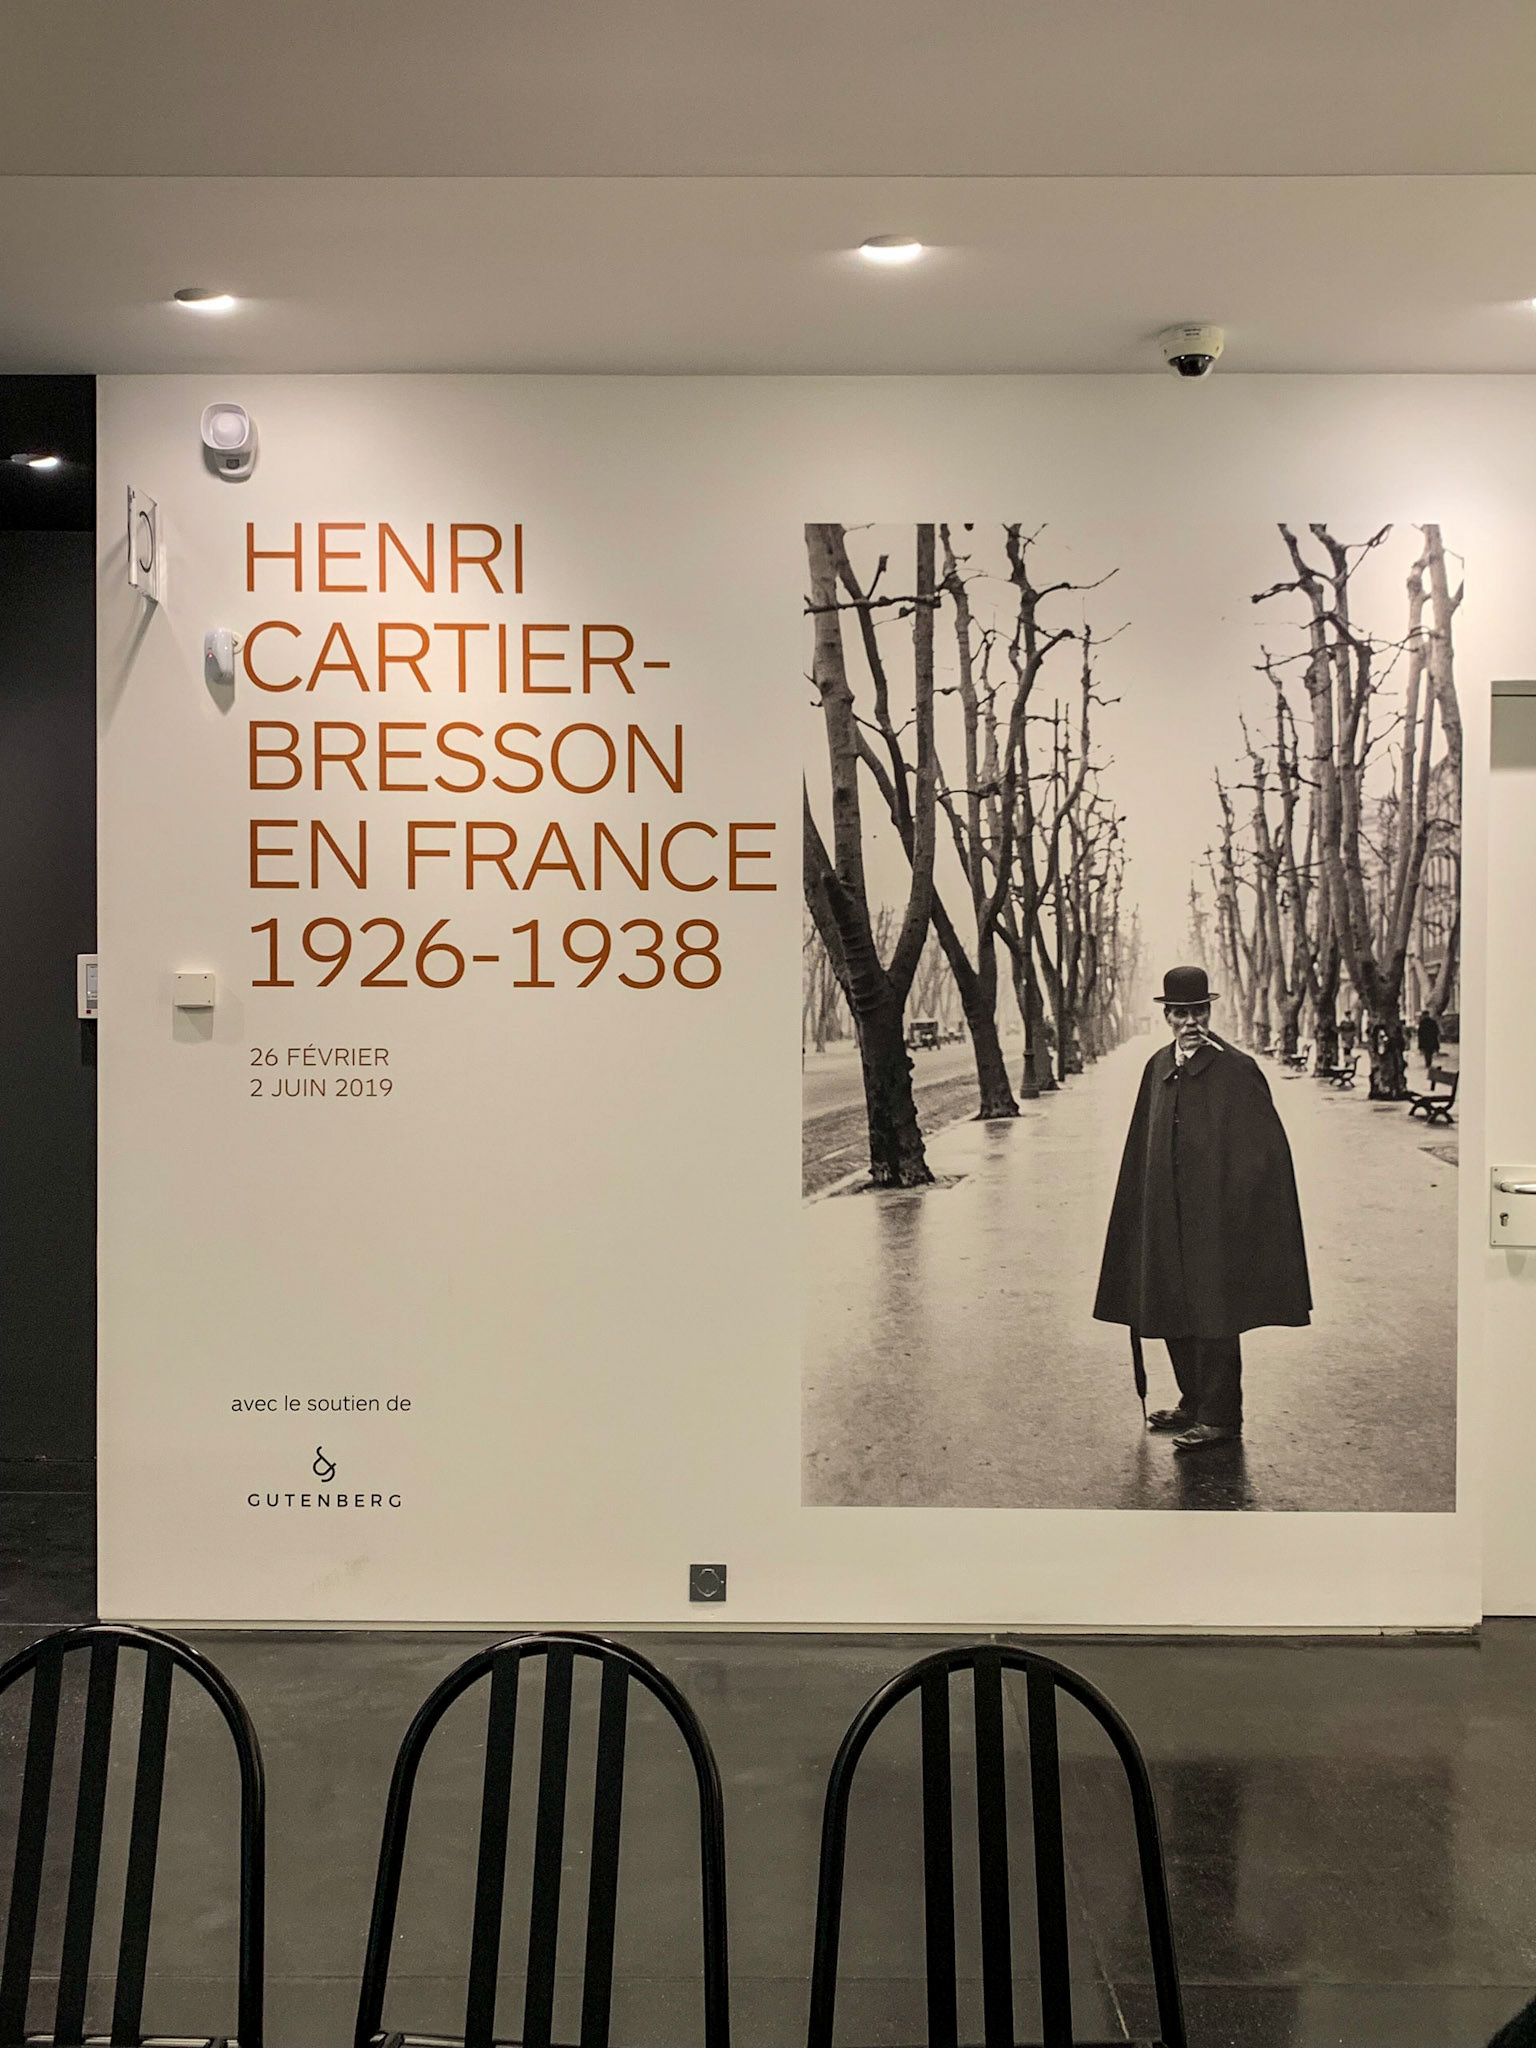 HENRI
CARTIER-
BRESSON
EN FRANCE
1926-1938
26 FÉVRIER
2 JUIN 2019
avec le soutien de
GUTENBERG